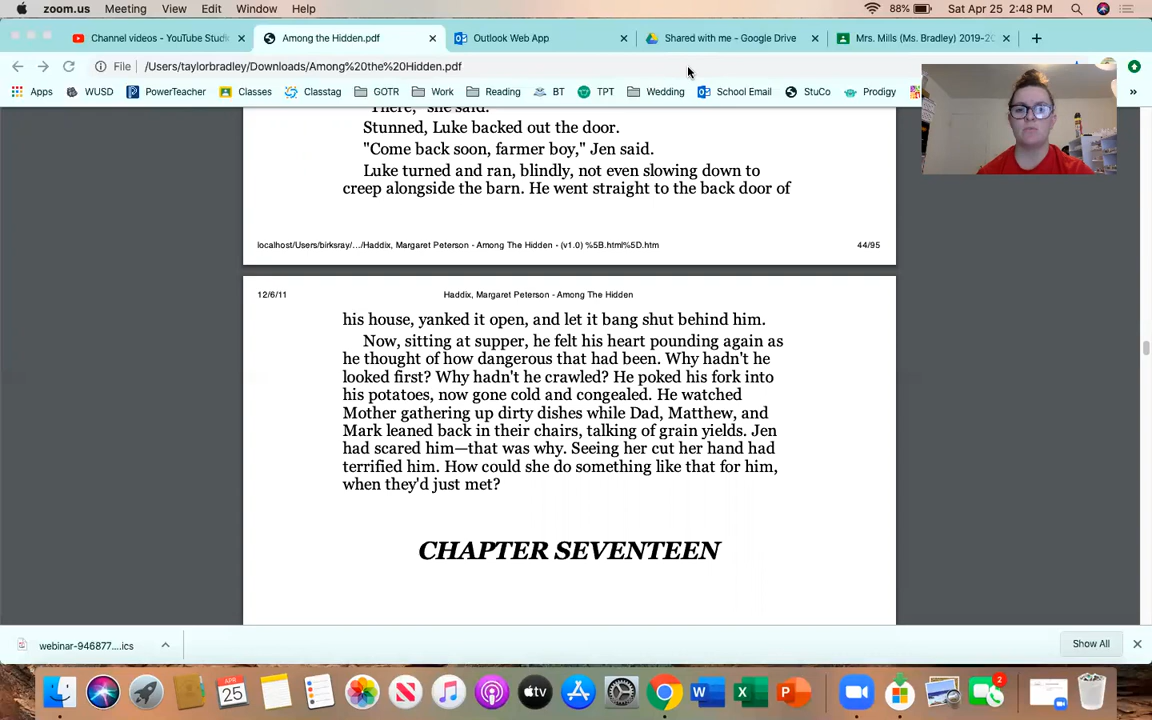 zoom.us Meeting View Edit Window Help 88% Sat Apr 25 2:48 PM
Channel videos - YouTube Stud Among the Hidden.pdf Outlook Web App Shared with me - Google Drive Mrs. Mills (Ms. Bradley) 2019-20
File /Users/taylorbradley/Downloads/Among%20the%20Hidden.pdf
Apps WUSD PowerTeacher Classes Classtag GOTR Work Reading BT TPT Wedding School Email StuCo Prodigy »
"There," she said.
Stunned, Luke backed out the door.
"Come back soon, farmer boy," Jen said.
Luke turned and ran, blindly, not even slowing down to
creep alongside the barn. He went straight to the back door of
localhost/Users/birksray/.../Haddix, Margaret Peterson - Among The Hidden - (v1.0) %5B.html%5D.htm 44/95
12/6/11 Haddix, Margaret Peterson - Among The Hidden
his house, yanked it open, and let it bang shut behind him.
Now, sitting at supper, he felt his heart pounding again as
he thought of how dangerous that had been. Why hadn't he
looked first? Why hadn't he crawled? He poked his fork into
his potatoes, now gone cold and congealed. He watched
Mother gathering up dirty dishes while Dad, Matthew, and
Mark leaned back in their chairs, talking of grain yields. Jen
had scared him—that was why. Seeing her cut her hand had
terrified him. How could she do something like that for him,
when they'd just met?
CHAPTER SEVENTEEN
webinar-946877....ics Show All
APR
25 tv W X P 2